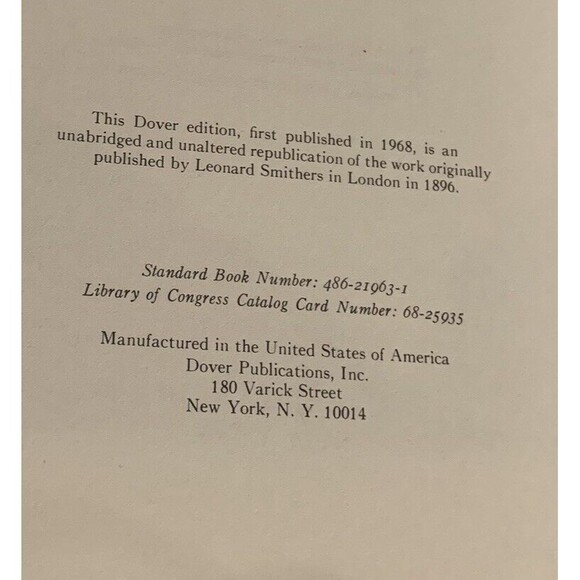 This Dover edition, first published in 1968, is an
unabridged and unaltered republication of the work originally
published by Leonard Smithers in London in 1896.
Standard Book Number: 486-21963-1
Library of Congress Catalog Card Number: 68-25935
Manufactured in the United States of America
Dover Publications, Inc.
180 Varick Street
New York, N. Y. 10014